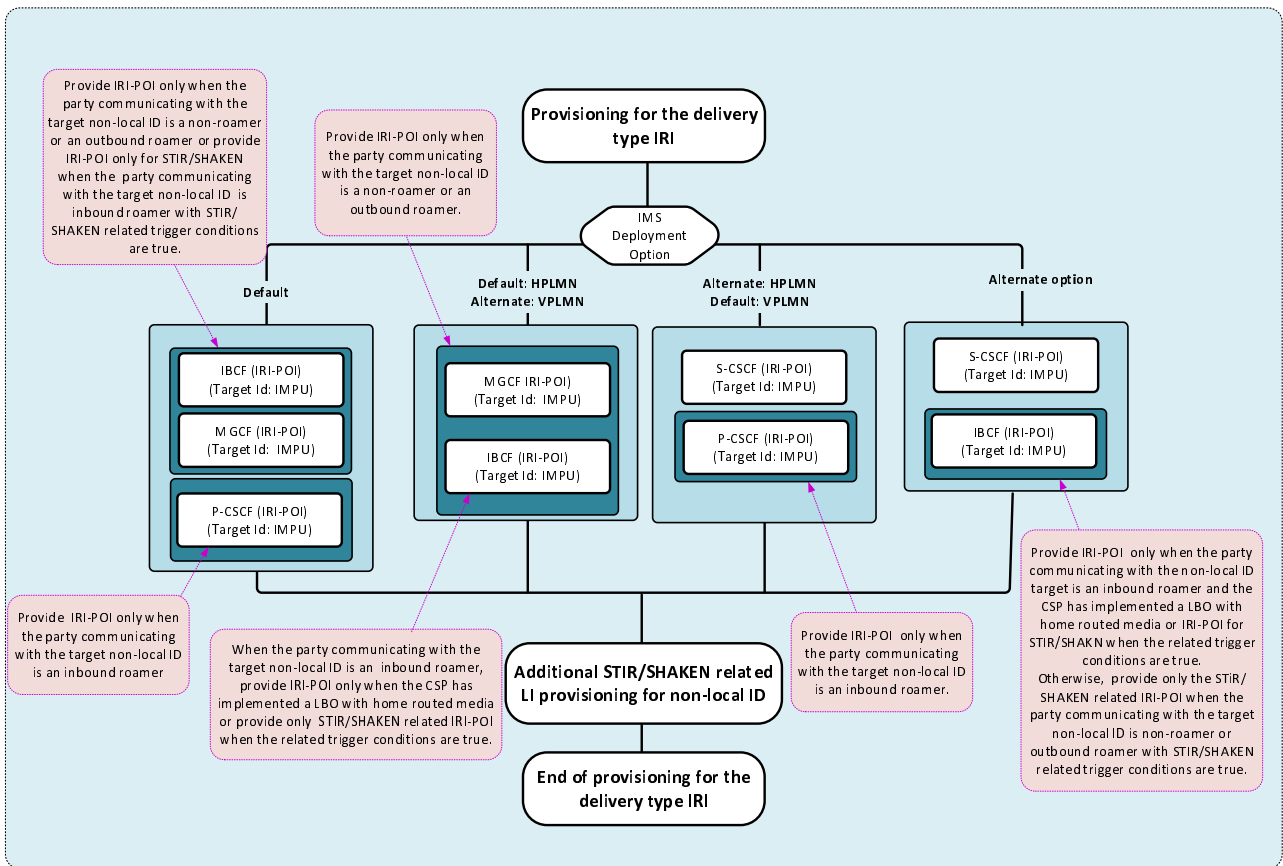 Provide IRI-POI only when the
party communicating with the
target non-local ID is a non-roamer
or an outbound roamer or provide
IRI-POI only for STIR/SHAKEN
when the party communicating
with the target non-local ID is
inbound roamer with STIR/
SHAKEN related trigger conditions
are true.
Provide IRI-POI only when
the party communicating
with the target non-local ID
is a non-roamer or an
outbound roamer.
Provisioning for the delivery
type IRI
IMS
Deployment
Option
Default
Default: HPLMN
Alternate: VPLMN
Alternate: HPLMN
Default: VPLMN
Alternate option
IBCF (IRI-POI)
(Target Id: IMPU)
MGCF (IRI-POI)
(Target Id: IMPU)
P-CSCF (IRI-POI)
(Target Id: IMPU)
MGCF IRI-POI)
(Target Id: IMPU)
IBCF (IRI-POI)
(Target Id: IMPU)
S-CSCF (IRI-POI)
(Target Id: IMPU)
P-CSCF (IRI-POI)
(Target Id: IMPU)
S-CSCF (IRI-POI)
(Target Id: IMPU)
IBCF (IRI-POI)
(Target Id: IMPU)
Provide IRI-POI only when
the party communicating
with the target non-local ID
is an inbound roamer
When the party communicating with the
target non-local ID is an inbound roamer,
provide IRI-POI only when the CSP has
implemented a LBO with home routed media
or provide only STIR/SHAKEN related IRI-POI
when the related trigger conditions are true.
Provide IRI-POI only when
the party communicating
with the target non-local ID
is an inbound roamer.
Provide IRI-POI only when the party
communicating with the non-local ID
target is an inbound roamer and the
CSP has implemented a LBO with
home routed media or IRI-POI for
STIR/SHAKN when the related trigger
conditions are true.
Otherwise, provide only the STiR/
SHAKEN related IRI-POI when the
party communicating with the target
non-local ID is non-roamer or
outbound roamer with STIR/SHAKEN
related trigger conditions are true.
Additional STIR/SHAKEN related
LI provisioning for non-local ID
End of provisioning for the
delivery type IRI